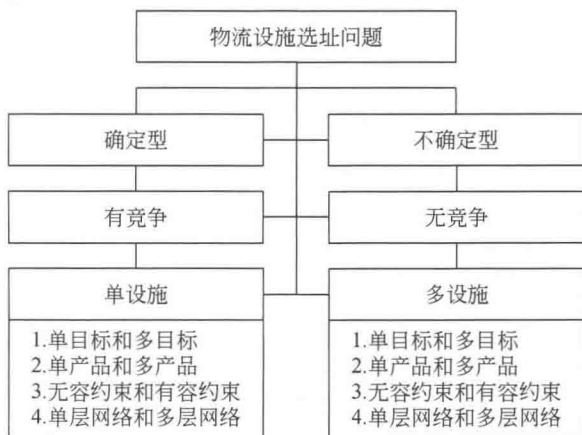 物流设施选址问题
确定型
不确定型
有竞争
无竞争
单设施
多设施
1.单目标和多目标
2.单产品和多产品
3.无容约束和有容约束
4.单层网络和多层网络
1.单目标和多目标
2.单产品和多产品
3.无容约束和有容约束
4.单层网络和多层网络